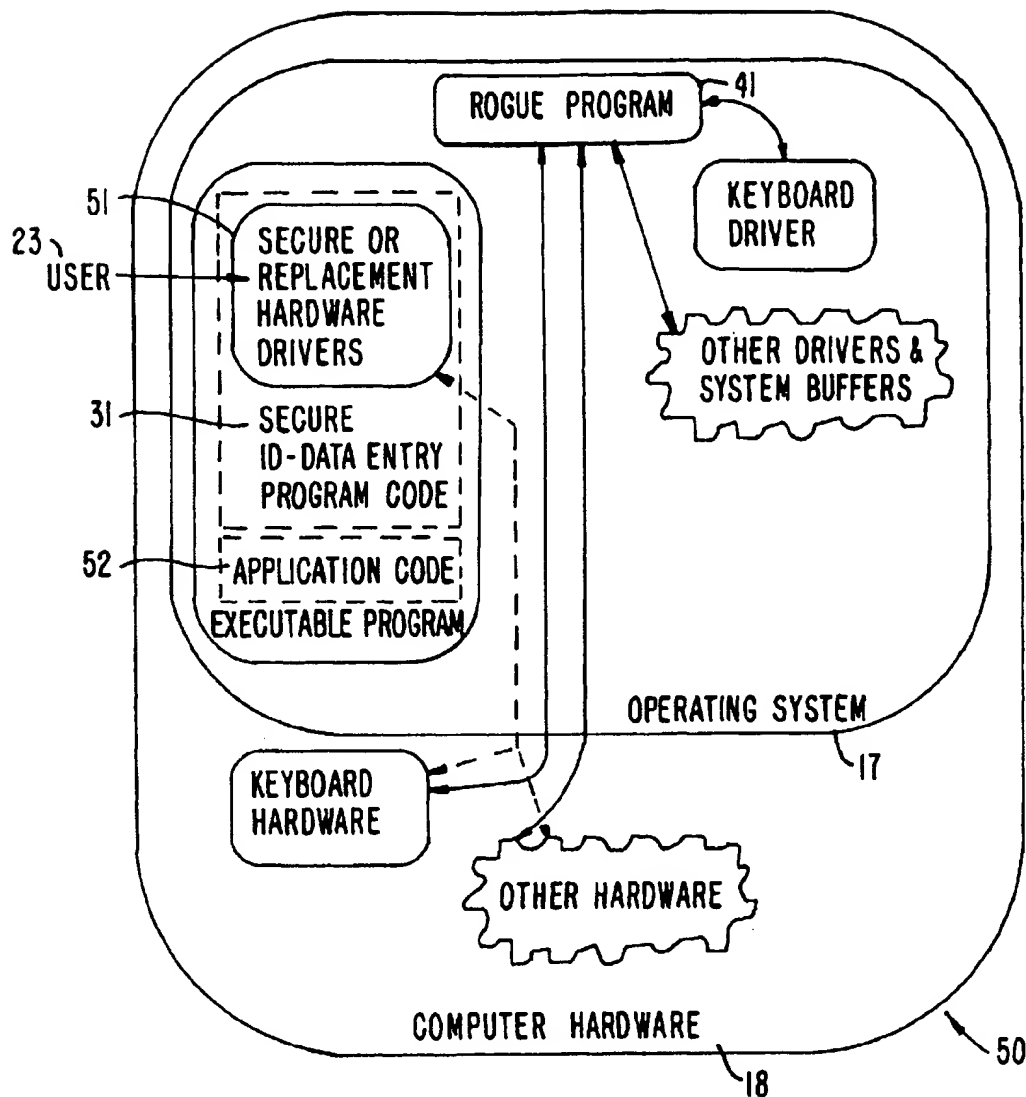 ROGUE PROGRAM
41
KEYBOARD
DRIVER
51
23
USER
SECURE OR
REPLACEMENT
HARDWARE
DRIVERS
OTHER DRIVERS &
SYSTEM BUFFERS
31
SECURE
ID-DATA ENTRY
PROGRAM CODE
52
APPLICATION CODE
EXECUTABLE PROGRAM
OPERATING SYSTEM
17
KEYBOARD
HARDWARE
OTHER HARDWARE
COMPUTER HARDWARE
18
50